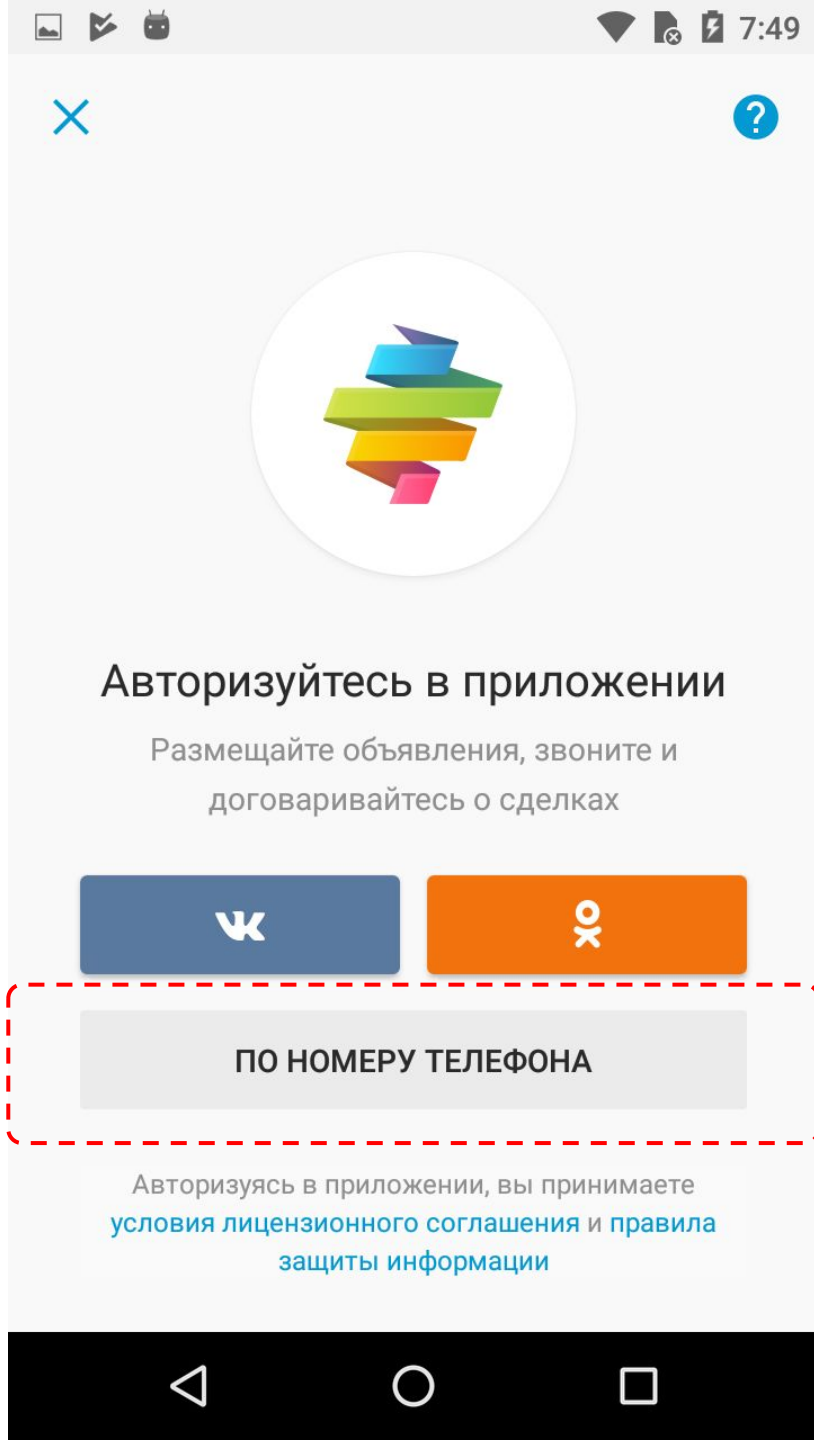 7:49
Авторизуйтесь в приложении
Размещайте объявления, звоните и
договаривайтесь о сделках
ПО НОМЕРУ ТЕЛЕФОНА
Авторизуясь в приложении, вы принимаете
условия лицензионного соглашения и правила
защиты информации